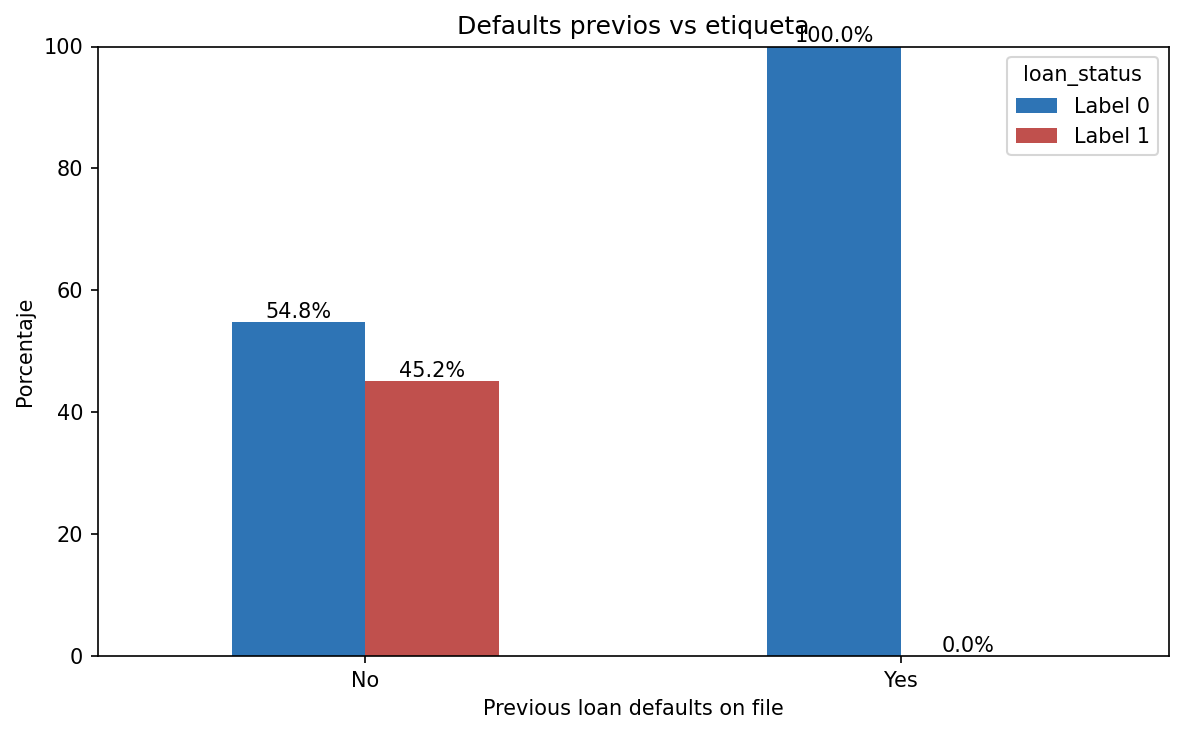 Defaults previos vs etiqueta
100.0%
100
loan_status
Label 0
Label 1
80
60
54.8%
45.2%
40
20
0.0%
0
Porcentaje
No
Yes
Previous loan defaults on file